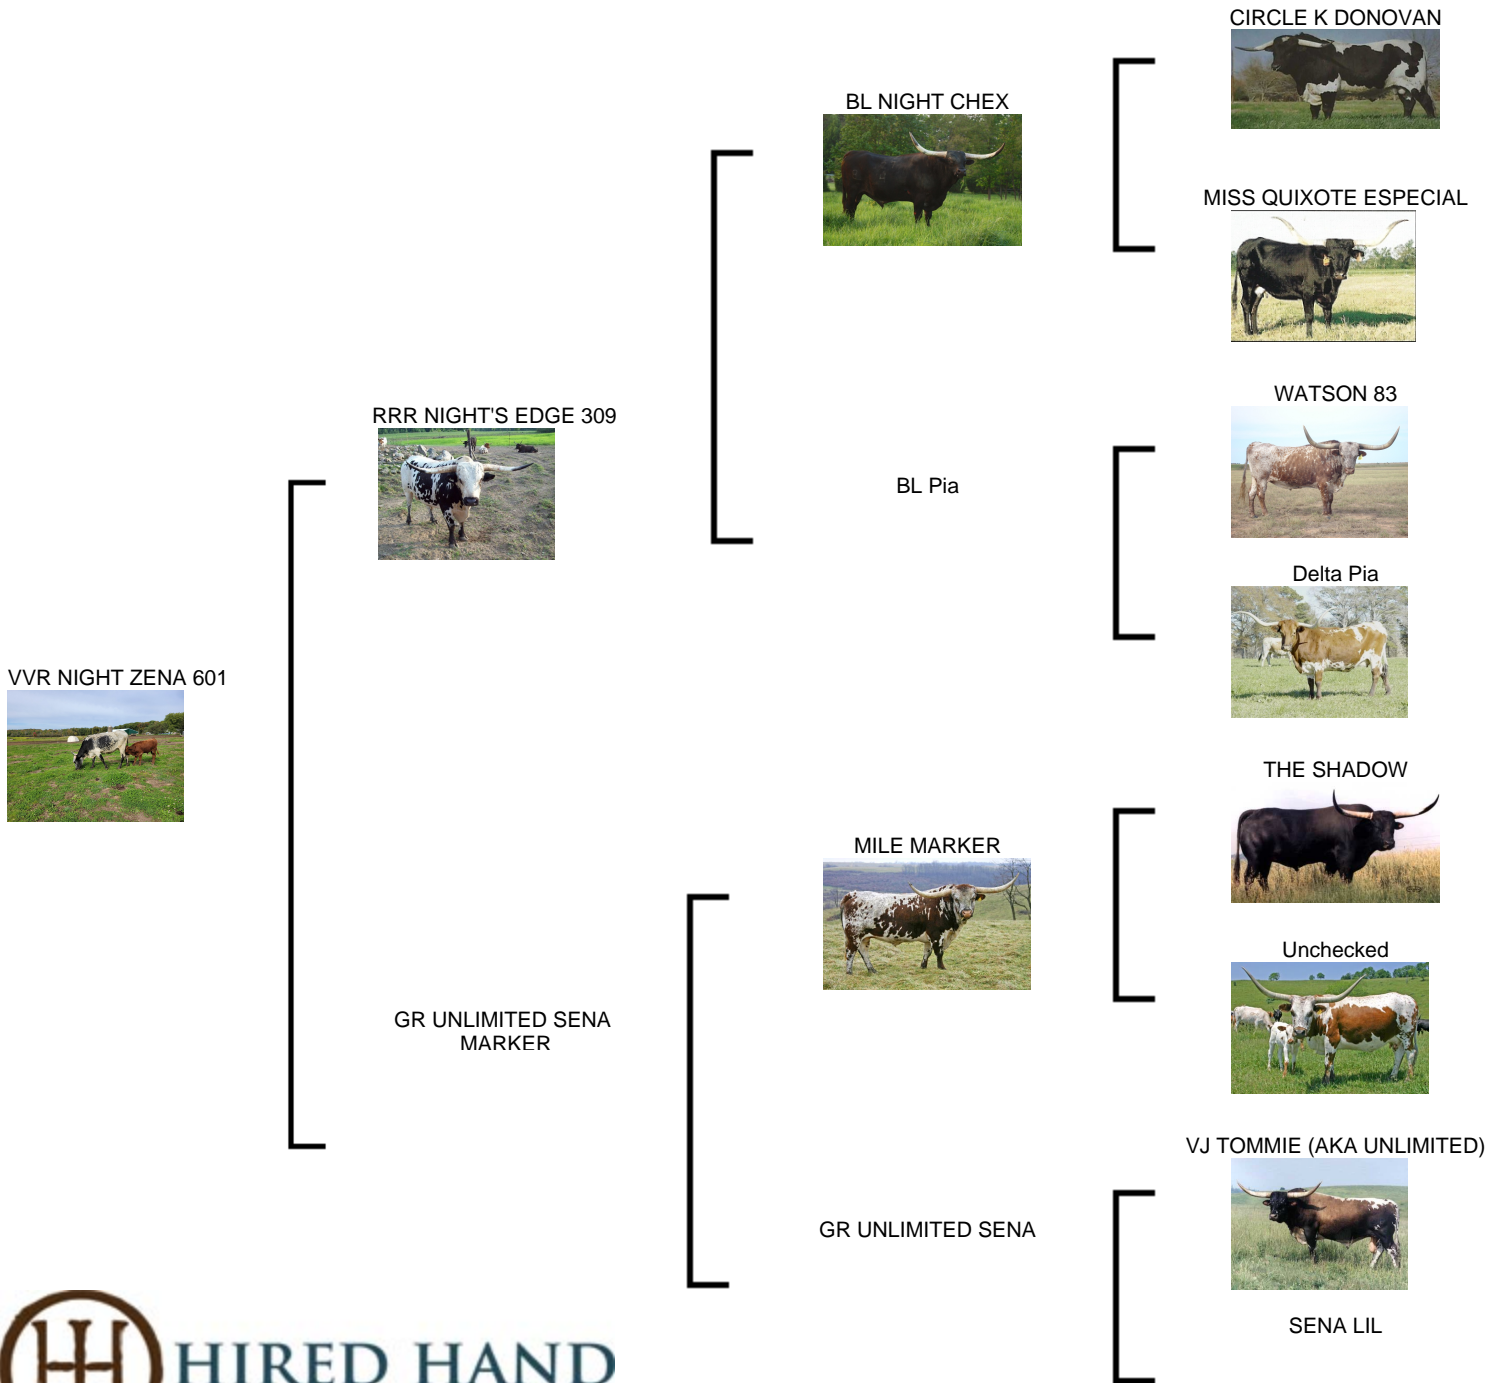 CIRCLE K DONOVAN
BL NIGHT CHEX
MISS QUIXOTE ESPECIAL
WATSON 83
RRR NIGHT'S EDGE 309
BL Pia
Delta Pia
VVR NIGHT ZENA 601
THE SHADOW
MILE MARKER
Unchecked
GR UNLIMITED SENA
MARKER
VJ TOMMIE (AKA UNLIMITED)
GR UNLIMITED SENA
SENA LIL
HIRED HAND